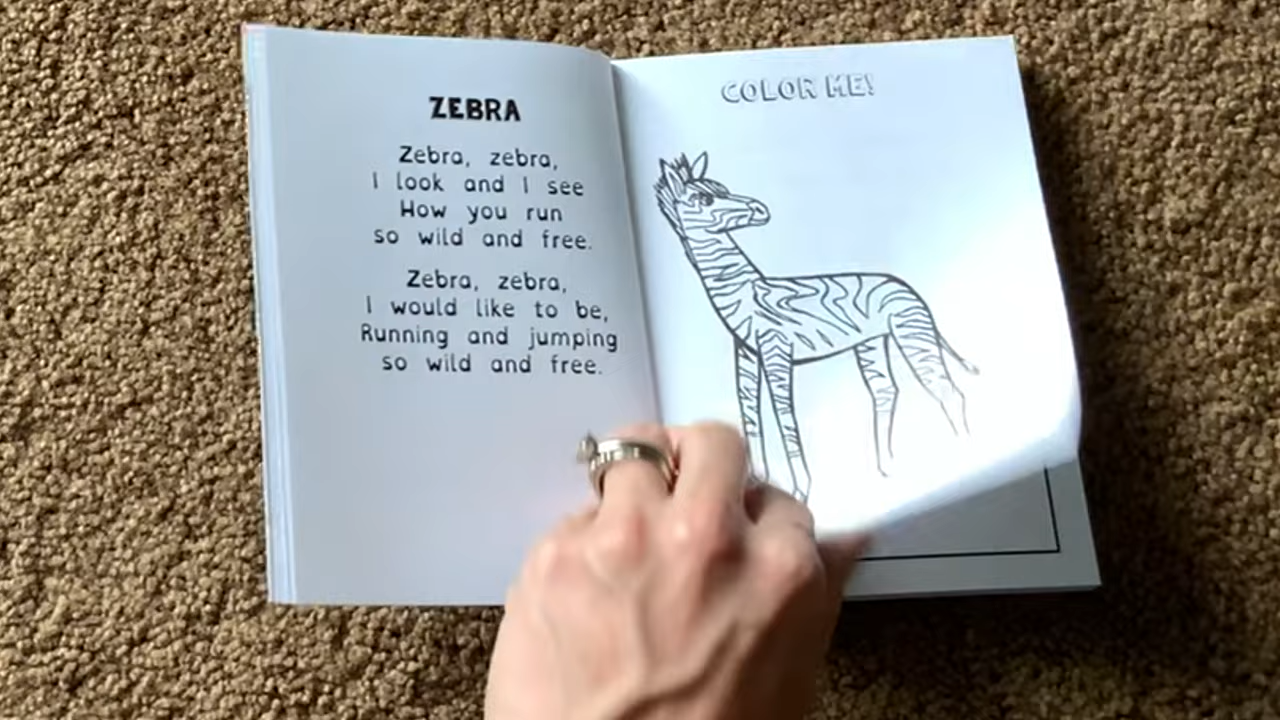 ZEBRA
Zebra, zebra,
I look and I see
How you run
so wild and free.
Zebra, zebra,
I would like to be,
Running and jumping
so wild and free.
COLOR ME!